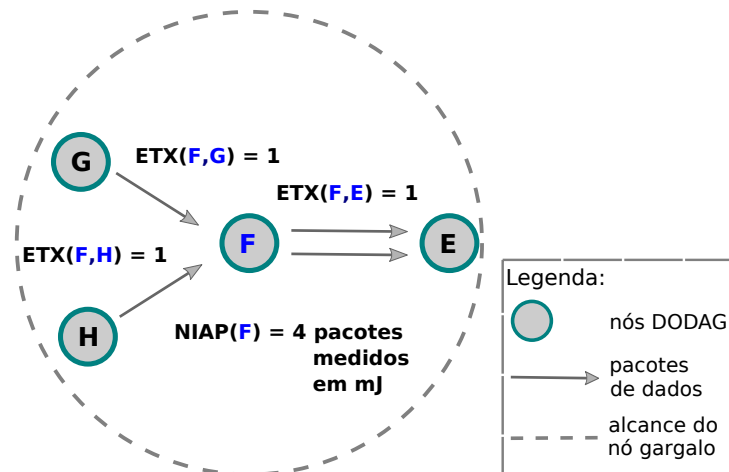 G
ETX(F,G) = 1
ETX(F,E) = 1
F
E
ETX(F,H) = 1
H
NIAP(F) = 4 pacotes
medidos
em mJ
Legenda:
nós DODAG
pacotes
de dados
alcance do
nó gargalo